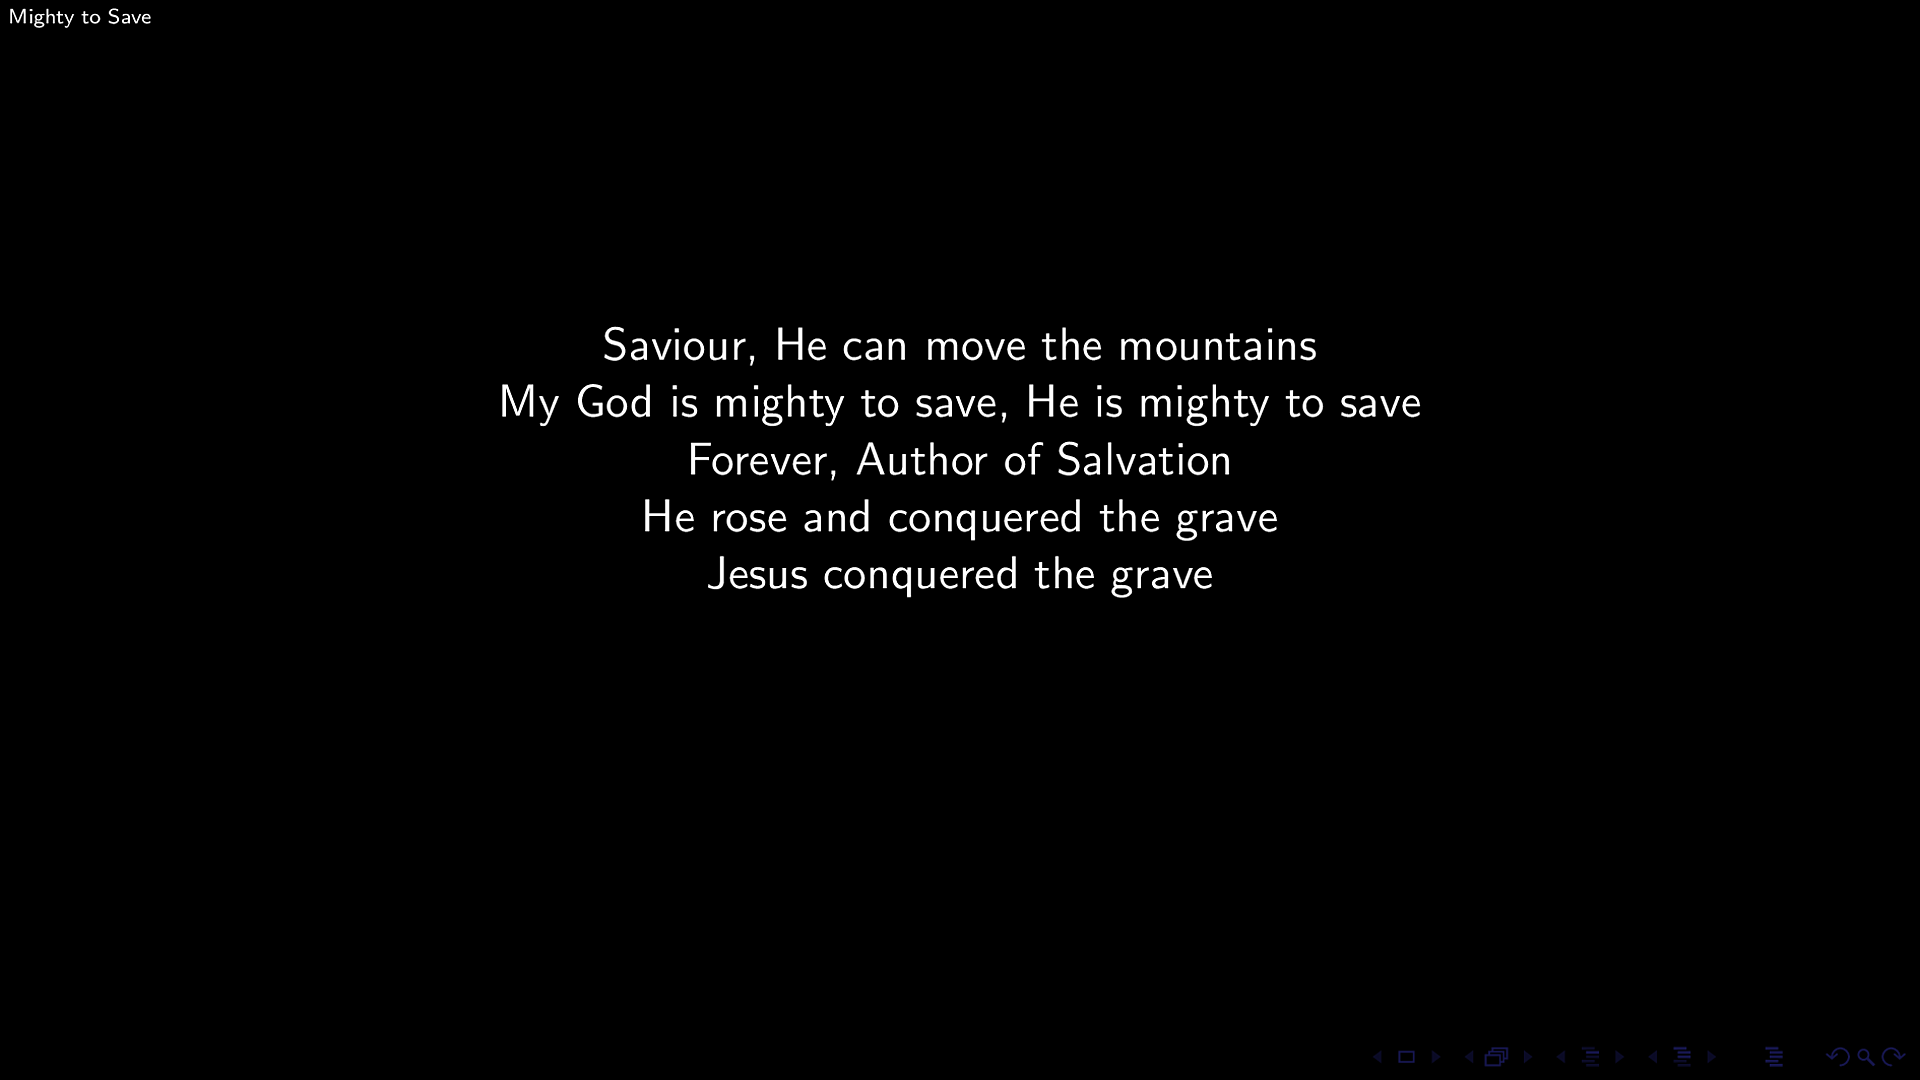 Mighty to Save
Saviour, He can move the mountains
My God is mighty to save, He is mighty to save
Forever, Author of Salvation
He rose and conquered the grave
Jesus conquered the grave